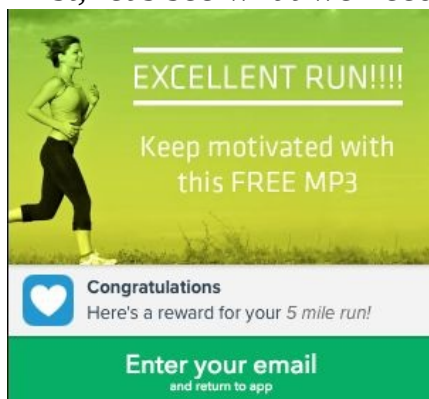 EXCELLENT RUN!!!!
Keep motivated with
this FREE MP3
Congratulations
Here's a reward for your 5 mile run!
Enter your email
and return to app